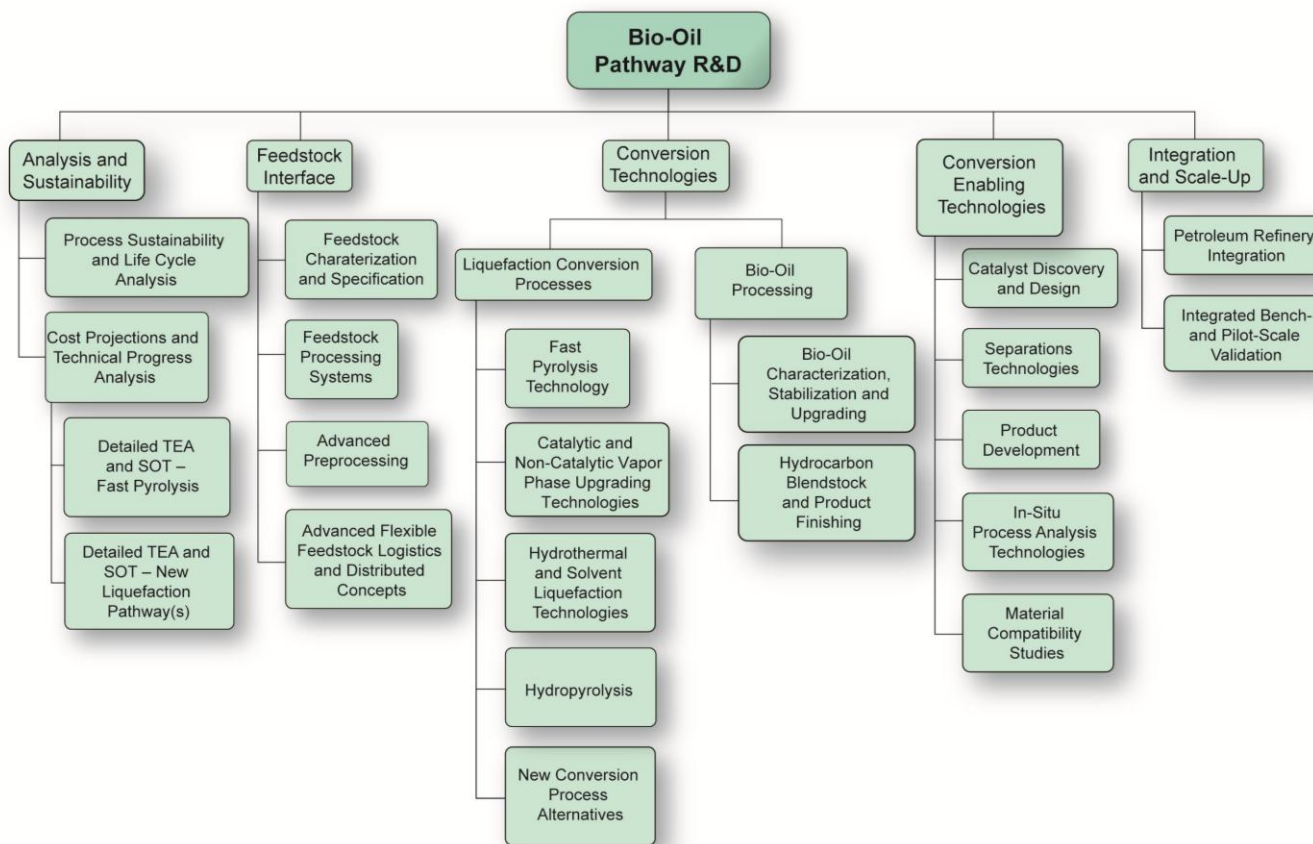 Bio-Oil
Pathway R&D
Analysis and
Sustainability
Process Sustainability
and Life Cycle
Analysis
Cost Projections and
Technical Progress
Analysis
Detailed TEA
and SOT –
Fast Pyrolysis
Detailed TEA and
SOT – New
Liquefaction
Pathway(s)
Feedstock
Interface
Feedstock
Charaterization
and Specification
Feedstock
Processing
Systems
Advanced
Preprocessing
Advanced Flexible
Feedstock Logistics
and Distributed
Concepts
Conversion
Technologies
Liquefaction Conversion
Processes
Fast
Pyrolysis
Technology
Catalytic and
Non-Catalytic Vapor
Phase Upgrading
Technologies
Hydrothermal
and Solvent
Liquefaction
Technologies
Hydropyrolysis
New Conversion
Process
Alternatives
Bio-Oil
Processing
Bio-Oil
Characterization,
Stabilization and
Upgrading
Hydrocarbon
Blendstock
and Product
Finishing
Conversion
Enabling
Technologies
Catalyst Discovery
and Design
Separations
Technologies
Product
Development
In-Situ
Process Analysis
Technologies
Material
Compatibility
Studies
Integration
and Scale-Up
Petroleum Refinery
Integration
Integrated Bench-
and Pilot-Scale
Validation